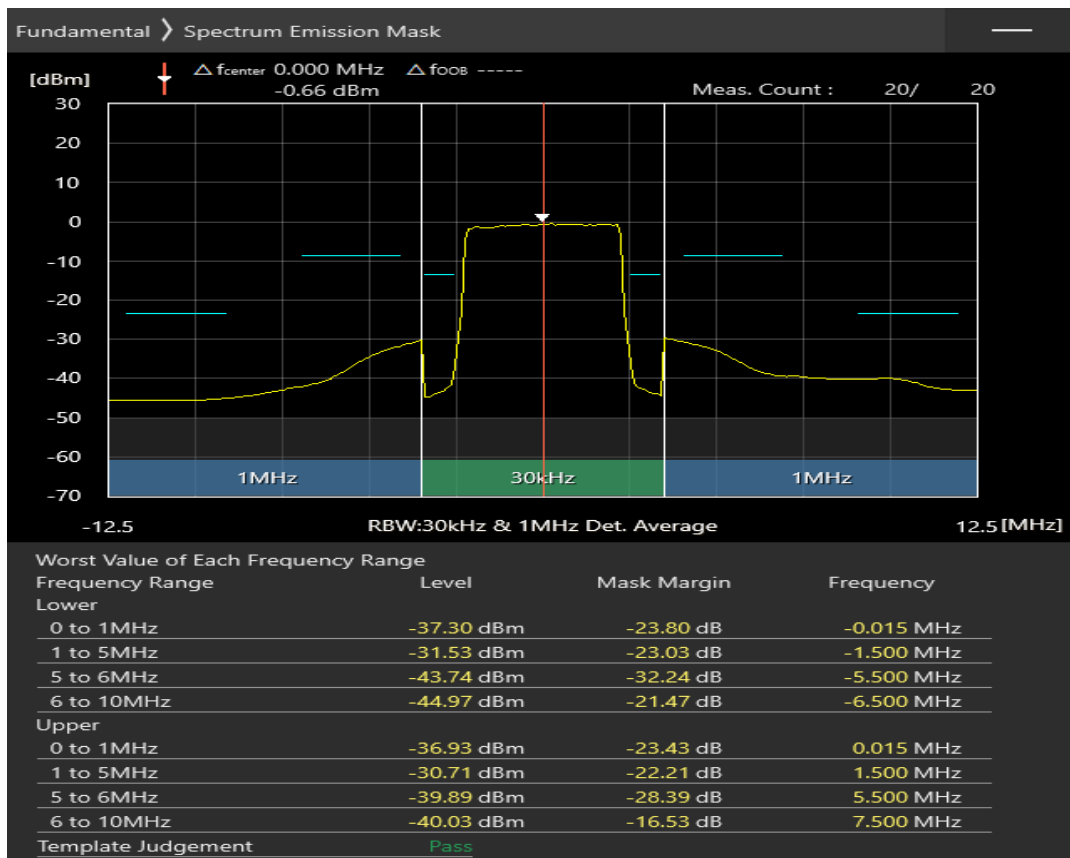 Fundamental ❯ Spectrum Emission Mask
[dBm] △ fcenter 0.000 MHz △ fOOB -----
-0.66 dBm Meas. Count : 20/ 20
30
20
10
0
-10
-20
-30
-40
-50
-60
-70
1MHz 30kHz 1MHz
-12.5 RBW:30kHz & 1MHz Det. Average 12.5 [MHz]
Worst Value of Each Frequency Range
Frequency Range Level Mask Margin Frequency
Lower
0 to 1MHz -37.30 dBm -23.80 dB -0.015 MHz
1 to 5MHz -31.53 dBm -23.03 dB -1.500 MHz
5 to 6MHz -43.74 dBm -32.24 dB -5.500 MHz
6 to 10MHz -44.97 dBm -21.47 dB -6.500 MHz
Upper
0 to 1MHz -36.93 dBm -23.43 dB 0.015 MHz
1 to 5MHz -30.71 dBm -22.21 dB 1.500 MHz
5 to 6MHz -39.89 dBm -28.39 dB 5.500 MHz
6 to 10MHz -40.03 dBm -16.53 dB 7.500 MHz
Template Judgement Pass